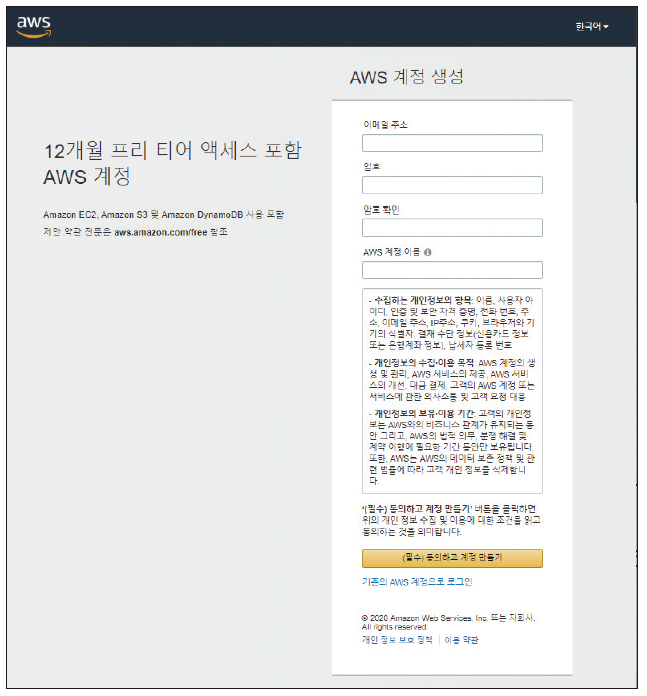 aws
한국어
AWS 계정 생성
12개월 프리 티어 액세스 포함
AWS 계정
Amazon EC2, Amazon S3 및 Amazon DynamoDB 사용 포함
제안 약관 전문은 aws.amazon.com/free 참조
이메일 주소
암호
암호 확인
AWS 계정 이름
- 수집하는 개인정보의 항목: 이름, 사용자 아
이디, 인증 및 보안 자격 증명, 전화 번호, 주
소, 이메일 주소, IP주소, 쿠키, 브라우저와 기
기의 식별자, 결제 수단 정보(신용카드 정보
또는 은행계좌 정보), 납세자 등록 번호
- 개인정보의 수집·이용 목적: AWS 계정의 생
성 및 관리, AWS 서비스의 제공, AWS 서비
스의 개선, 대금 결제, 고객의 AWS 계정 또는
서비스에 관한 의사소통 및 고객 요청 대응
- 개인정보의 보유·이용 기간: 고객의 개인정
보는 AWS와의 비즈니스 관계가 유지되는 동
안 그리고, AWS의 법적 의무, 분쟁 해결 및
계약 이행에 필요한 기간 동안만 보유됩니다.
또한, AWS는 AWS의 데이터 보존 정책 및 관
련 법률에 따라 고객 개인 정보를 삭제합니
다.
'(필수) 동의하고 계정 만들기' 버튼을 클릭하면
위의 개인 정보 수집 및 이용에 대한 조건을 읽고
동의하는 것을 의미합니다.
(필수) 동의하고 계정 만들기
기존의 AWS 계정으로 로그인
© 2020 Amazon Web Services, Inc. 또는 자회사.
All rights reserved.
개인 정보 보호 정책 | 이용 약관